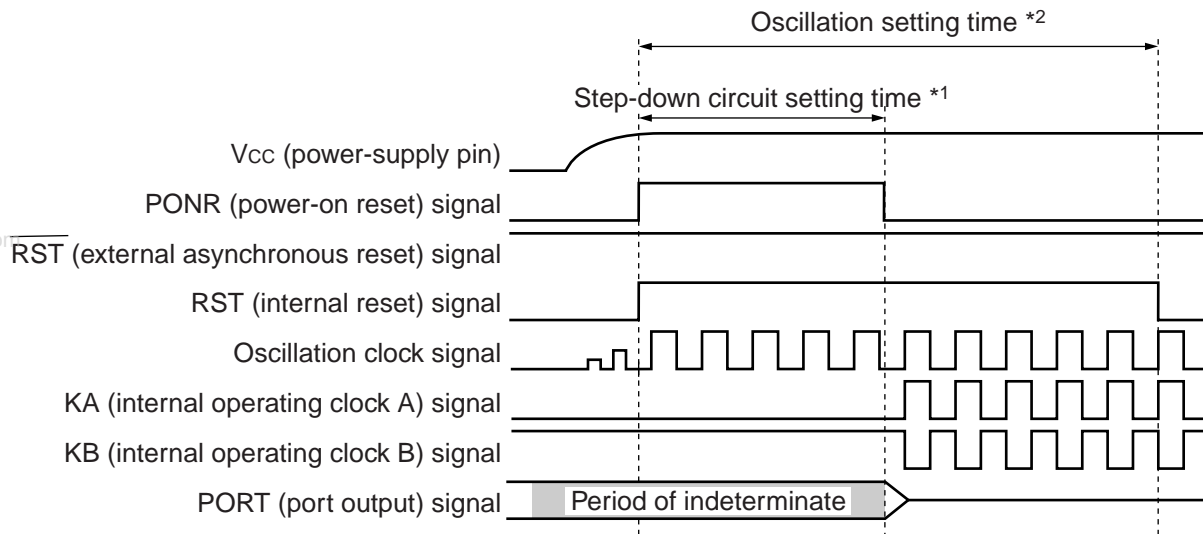 Oscillation setting time *2
Step-down circuit setting time *1
Vcc (power-supply pin)
PONR (power-on reset) signal
om
RST (external asynchronous reset) signal
RST (internal reset) signal
Oscillation clock signal
KA (internal operating clock A) signal
KB (internal operating clock B) signal
PORT (port output) signal
Period of indeterminate